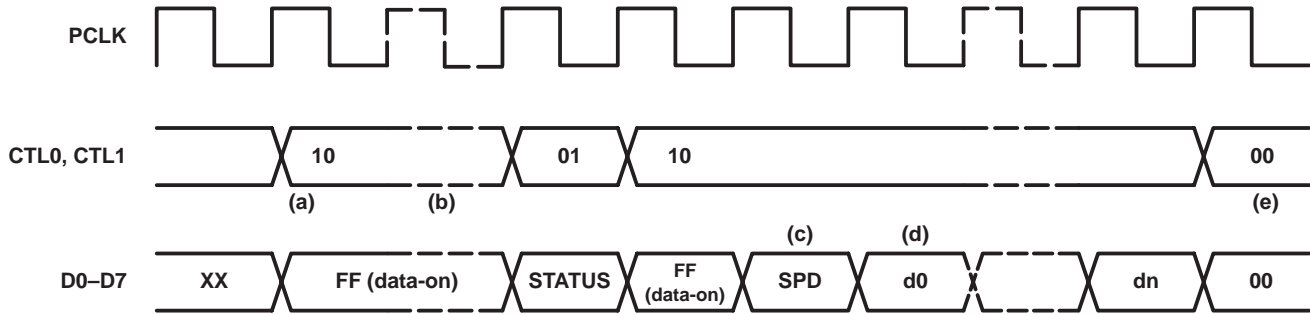 PCLK
CTL0, CTL1 10 01 10 00
(a) (b) (e)
(c) (d)
D0–D7 XX FF (data-on) STATUS FF (data-on) SPD d0 dn 00